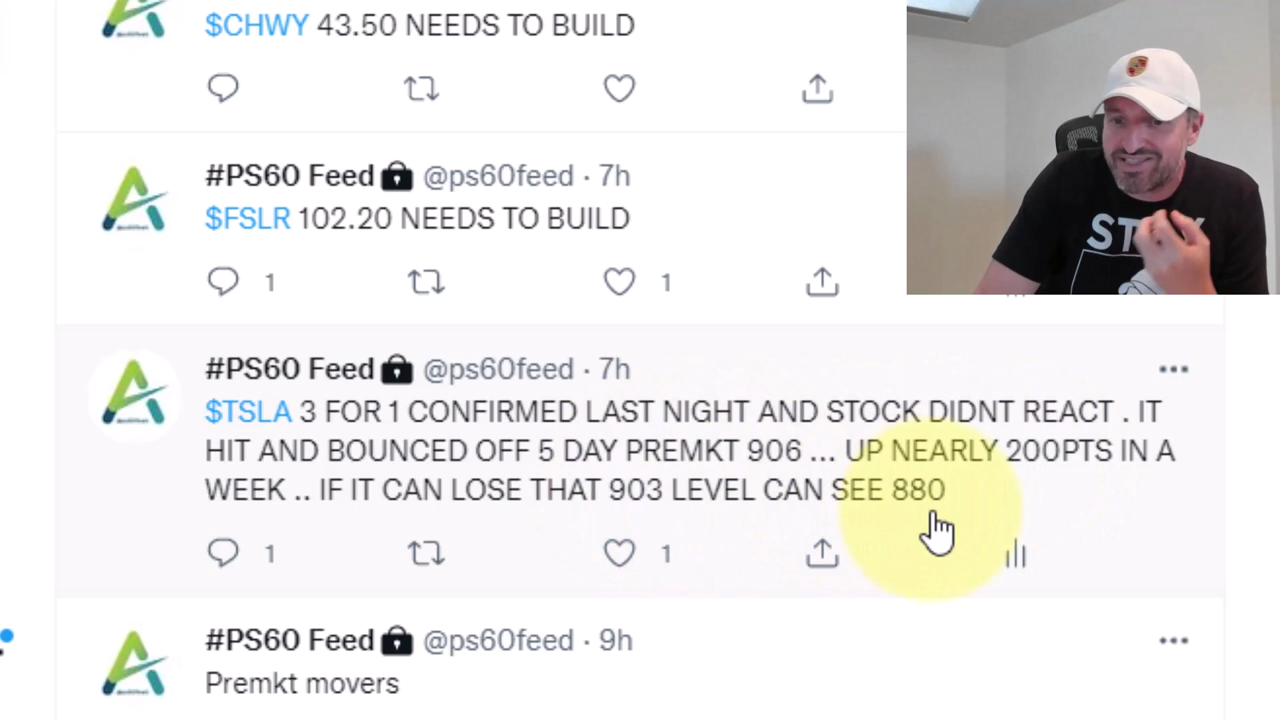 $CHWY 43.50 NEEDS TO BUILD
#PS60 Feed @ps60feed · 7h
$FSLR 102.20 NEEDS TO BUILD
1 1
#PS60 Feed @ps60feed · 7h
$TSLA 3 FOR 1 CONFIRMED LAST NIGHT AND STOCK DIDNT REACT . IT
HIT AND BOUNCED OFF 5 DAY PREMKT 906 ... UP NEARLY 200PTS IN A
WEEK .. IF IT CAN LOSE THAT 903 LEVEL CAN SEE 880
1 1
#PS60 Feed @ps60feed · 9h
Premkt movers